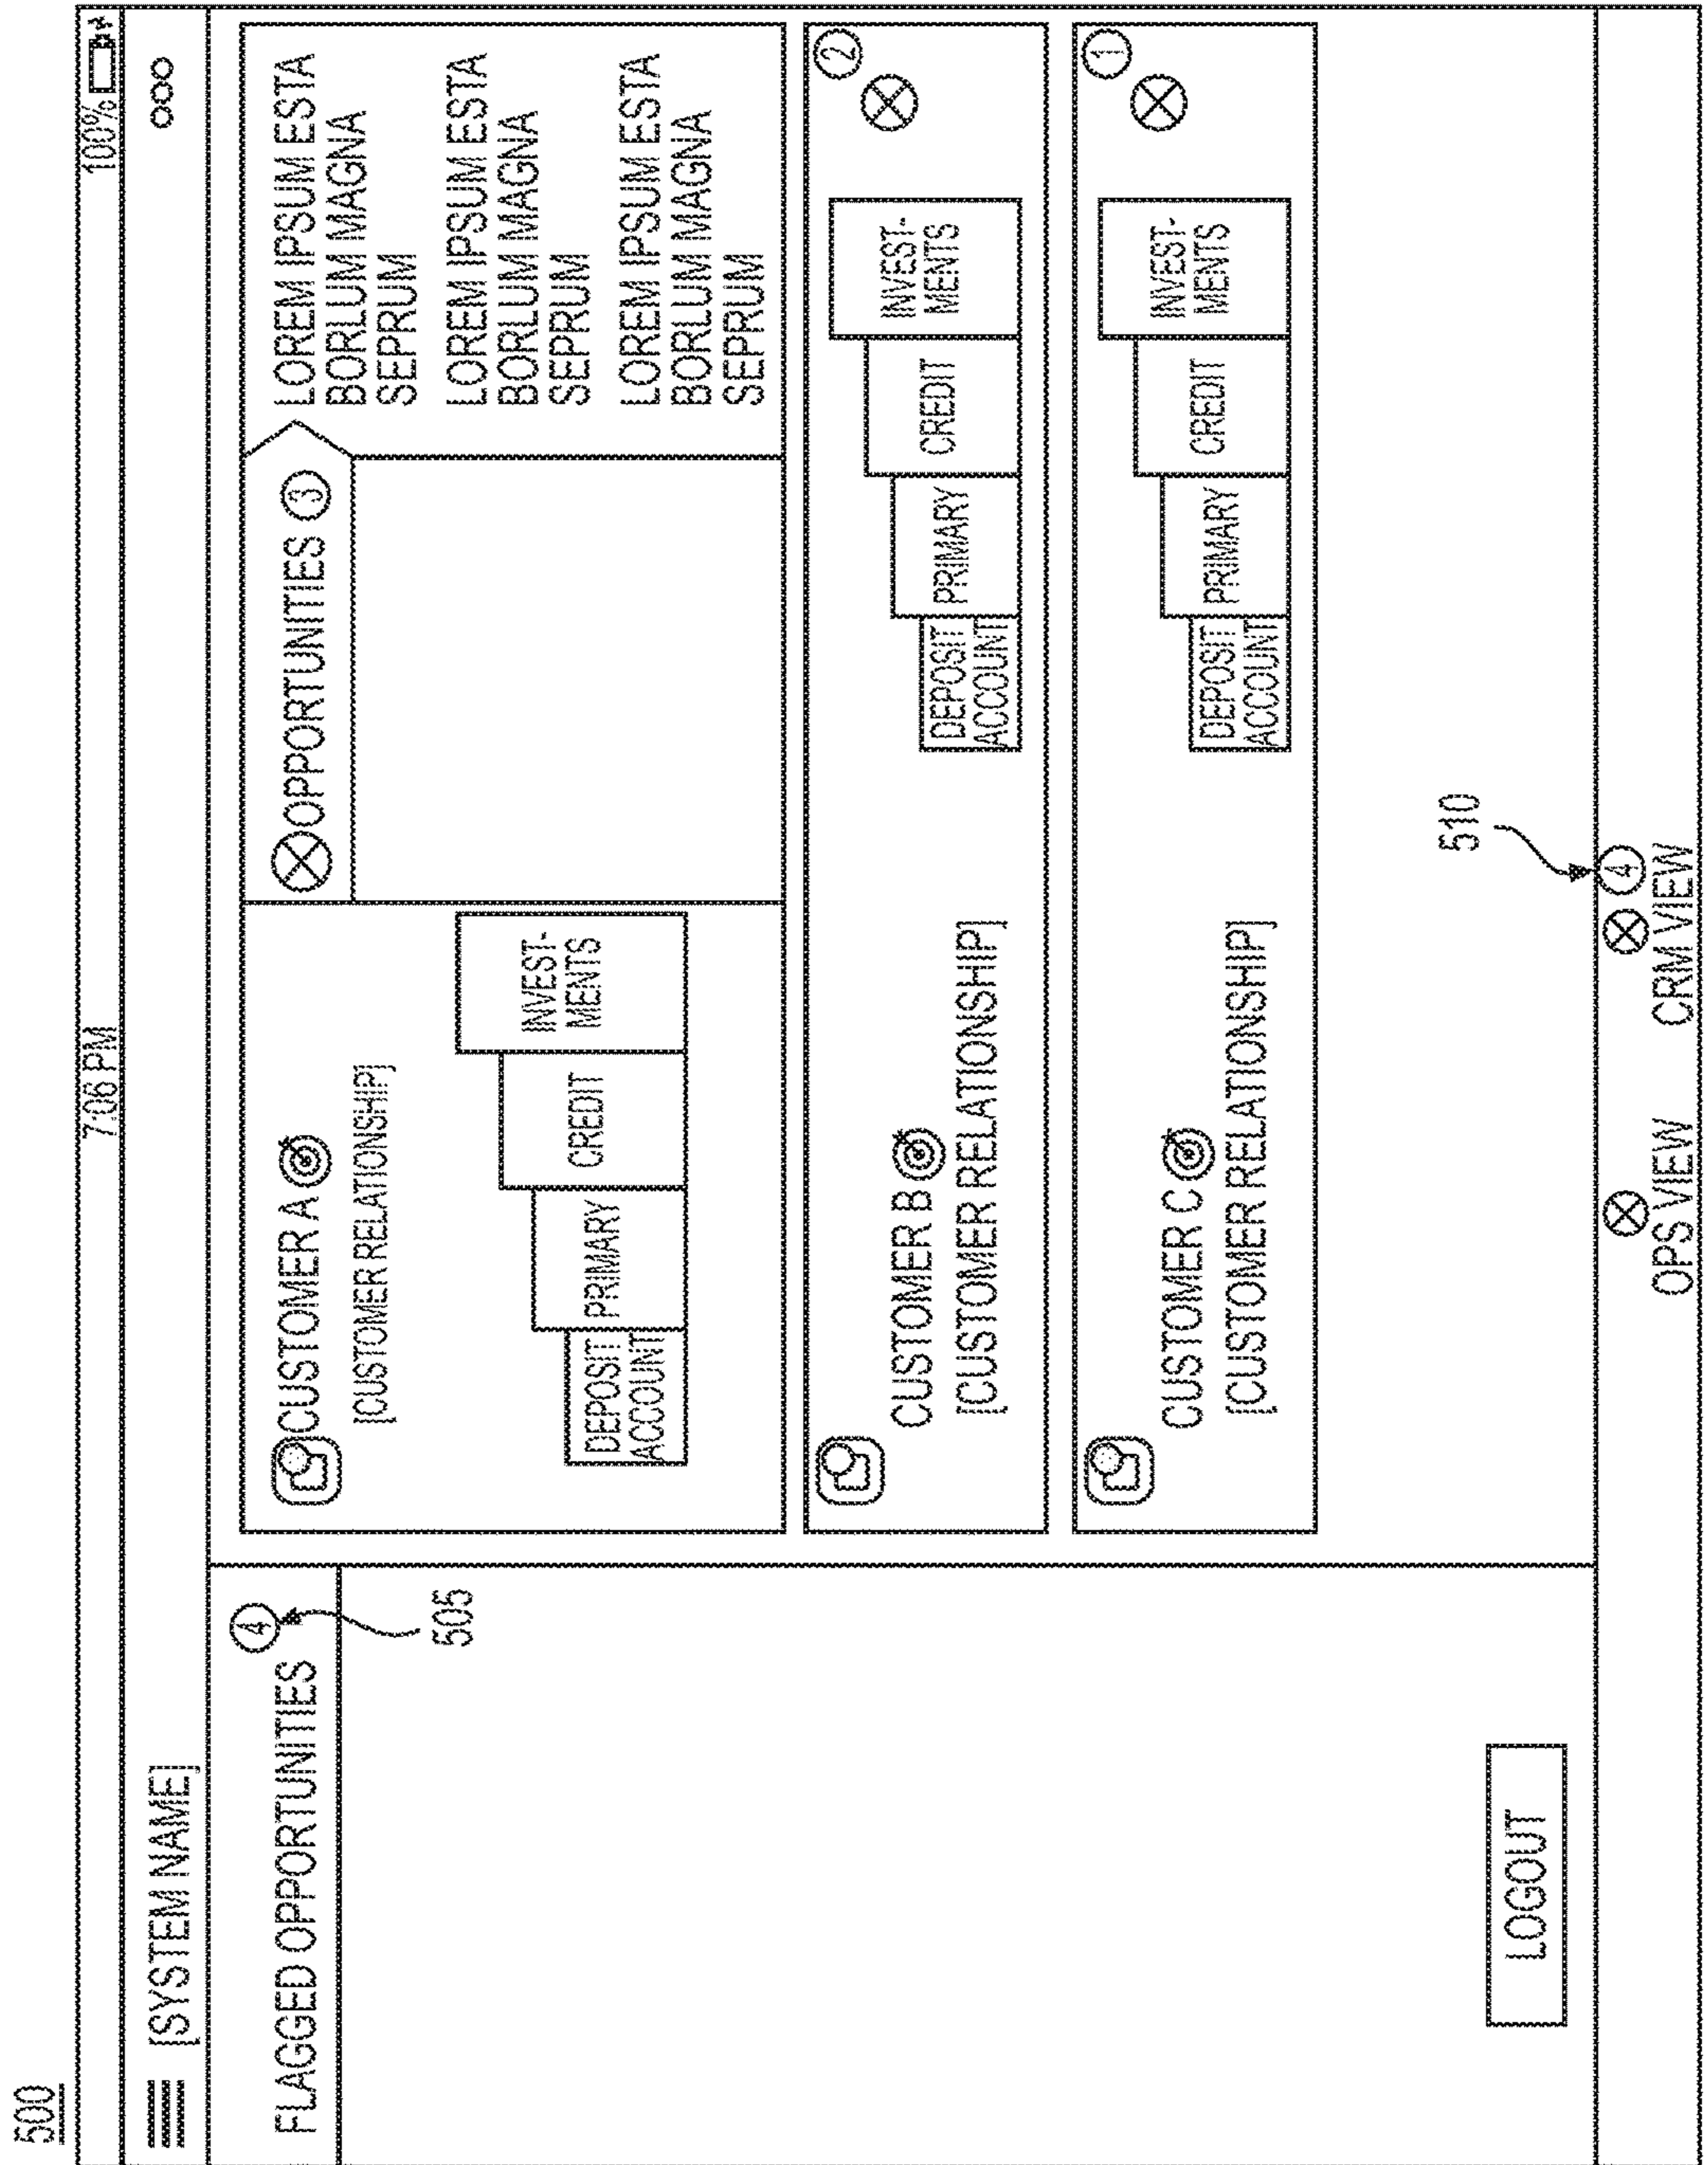 500
7:06 PM
100%
[SYSTEM NAME]
FLAGGED OPPORTUNITIES
4
505
LOGOUT
CUSTOMER A
[CUSTOMER RELATIONSHIP]
DEPOSIT
ACCOUNT
PRIMARY
CREDIT
INVEST-
MENTS
OPPORTUNITIES 3
LOREM IPSUM ESTA
BORLUM MAGNA
SEPRUM
LOREM IPSUM ESTA
BORLUM MAGNA
SEPRUM
LOREM IPSUM ESTA
BORLUM MAGNA
SEPRUM
CUSTOMER B
[CUSTOMER RELATIONSHIP]
DEPOSIT
ACCOUNT
PRIMARY
CREDIT
INVEST-
MENTS
2
CUSTOMER C
[CUSTOMER RELATIONSHIP]
DEPOSIT
ACCOUNT
PRIMARY
CREDIT
INVEST-
MENTS
1
510
OPS VIEW
4
CRM VIEW